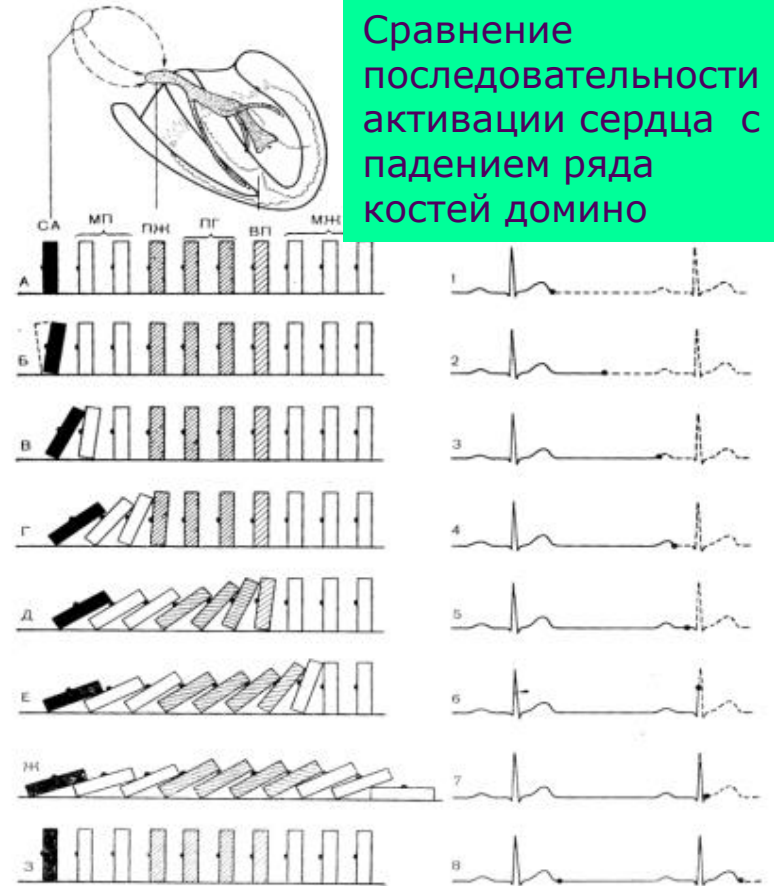 Сравнение
последовательности
активации сердца с
падением ряда
костей домино
СА МП ПЖ ПГ ВП МЖ
А 1
Б 2
В 3
Г 4
Д 5
Е 6
Ж 7
З 8